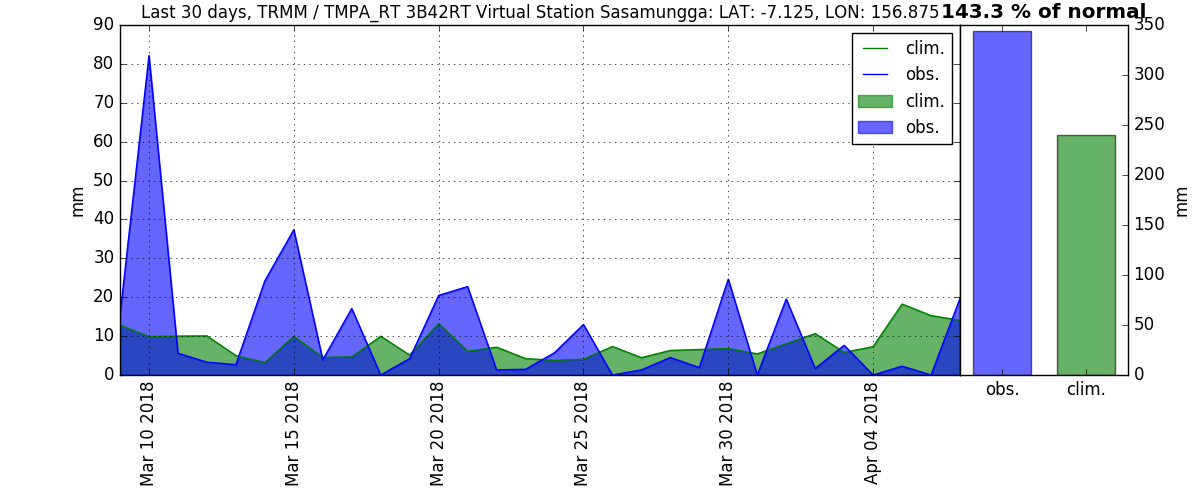 Last 30 days, TRMM / TMPA_RT 3B42RT Virtual Station Sasamungga: LAT: -7.125, LON: 156.875
143.3 % of normal
90
80
70
60
50
40
30
20
10
0
mm
clim.
obs.
clim.
obs.
Mar 10 2018
Mar 15 2018
Mar 20 2018
Mar 25 2018
Mar 30 2018
Apr 04 2018
350
300
250
200
150
100
50
0
mm
obs.
clim.